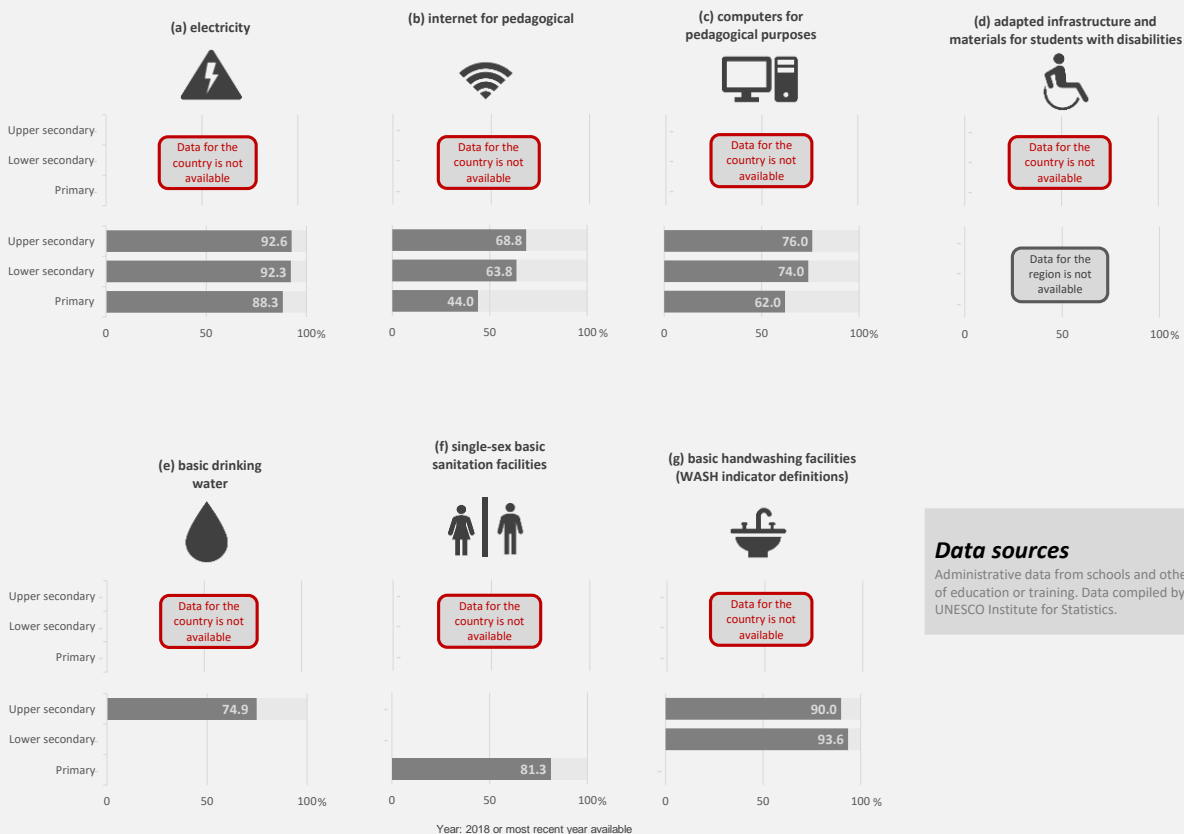 (a) electricity
(b) internet for pedagogical
(c) computers for
pedagogical purposes
(d) adapted infrastructure and
materials for students with disabilities
Upper secondary
Lower secondary
Primary
Data for the
country is not
available
Data for the
country is not
available
Data for the
country is not
available
Data for the
country is not
available
Upper secondary
Lower secondary
Primary
92.6
92.3
88.3
68.8
63.8
44.0
76.0
74.0
62.0
Data for the
region is not
available
0 50 100%
0 50 100%
0 50 100%
0 50 100%
(e) basic drinking
water
(f) single-sex basic
sanitation facilities
(g) basic handwashing facilities
(WASH indicator definitions)
Upper secondary
Lower secondary
Primary
Data for the
country is not
available
Data for the
country is not
available
Data for the
country is not
available
Data sources
Administrative data from schools and othe
of education or training. Data compiled by
UNESCO Institute for Statistics.
Upper secondary
Lower secondary
Primary
74.9
81.3
90.0
93.6
0 50 100%
0 50 100%
0 50 100 %
Year: 2018 or most recent year available